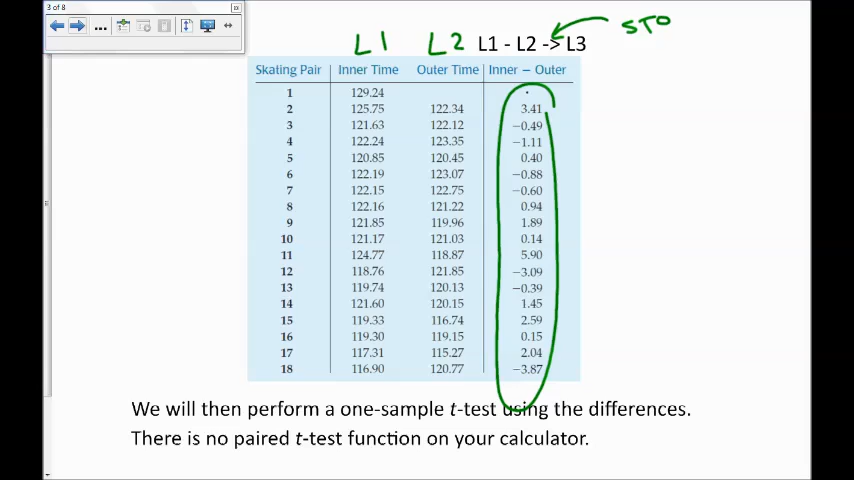 3 of 8
STO
L1 L2 L1 - L2 -> L3
Skating Pair Inner Time Outer Time Inner – Outer
1 129.24 .
2 125.75 122.34 3.41
3 121.63 122.12 −0.49
4 122.24 123.35 −1.11
5 120.85 120.45 0.40
6 122.19 123.07 −0.88
7 122.15 122.75 −0.60
8 122.16 121.22 0.94
9 121.85 119.96 1.89
10 121.17 121.03 0.14
11 124.77 118.87 5.90
12 118.76 121.85 −3.09
13 119.74 120.13 −0.39
14 121.60 120.15 1.45
15 119.33 116.74 2.59
16 119.30 119.15 0.15
17 117.31 115.27 2.04
18 116.90 120.77 −3.87
We will then perform a one-sample t-test using the differences.
There is no paired t-test function on your calculator.